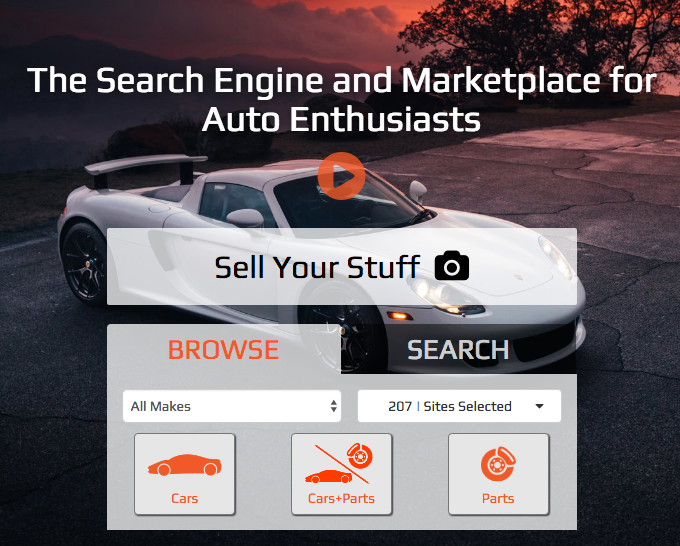 The Search Engine and Marketplace for
Auto Enthusiasts
Sell Your Stuff
BROWSE
SEARCH
All Makes
207 | Sites Selected
Cars
Cars+Parts
Parts